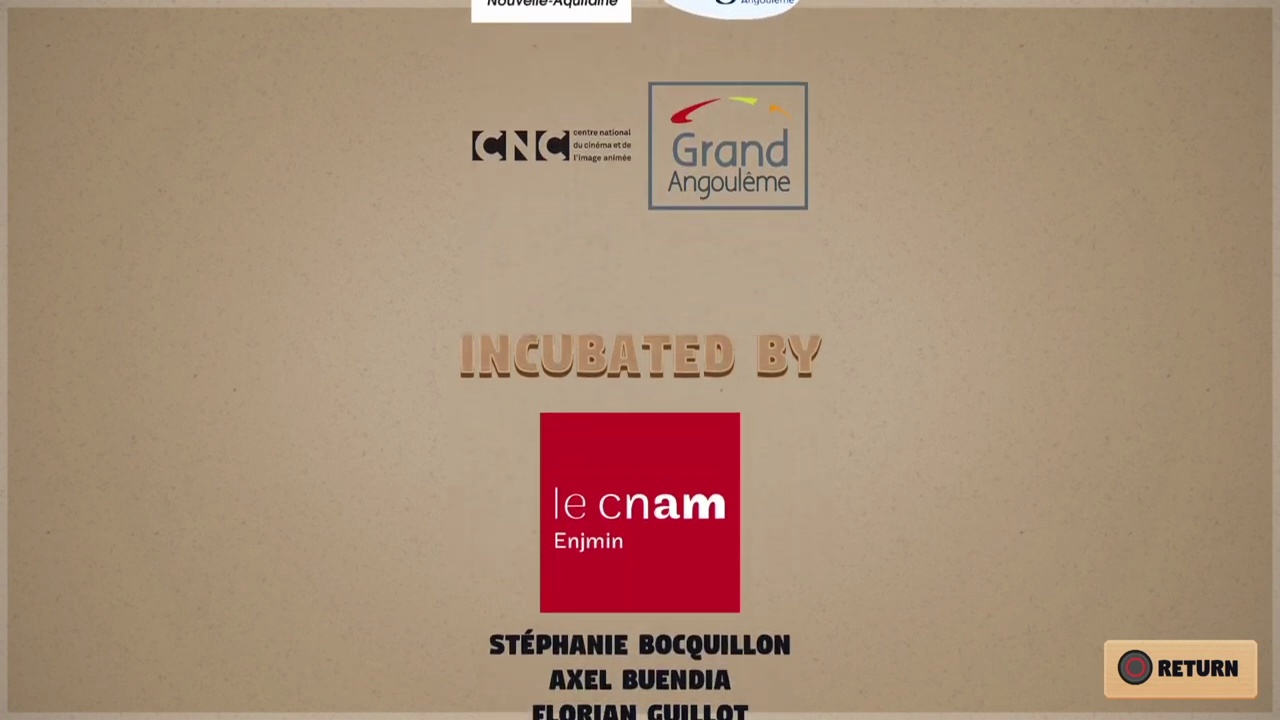 Nouvelle-Aquitaine
Angoulême
CNC
centre national
du cinéma et de
l'image animée
Grand
Angoulême
INCUBATED BY
le cnam
Enjmin
STÉPHANIE BOCQUILLON
AXEL BUENDIA
FLORIAN GUILLOT
RETURN